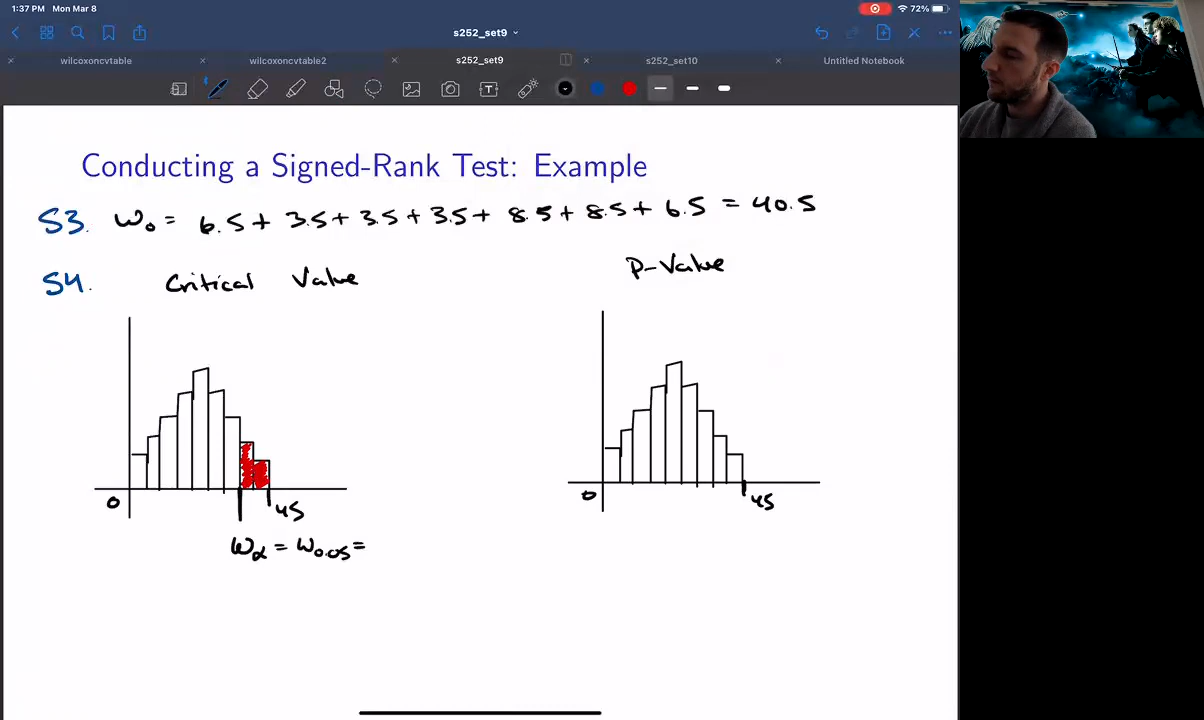 1:37 PM Mon Mar 8
72%
s252_set9
wilcoxoncvtable
wilcoxoncvtable2
s252_set9
s252_set10
Untitled Notebook
Conducting a Signed-Rank Test: Example
S3. W₀ = 6.5 + 3.5 + 3.5 + 3.5 + 8.5 + 8.5 + 6.5 = 40.5
S4. Critical Value
P-Value
0
45
Wα = W0.05 =
0
45